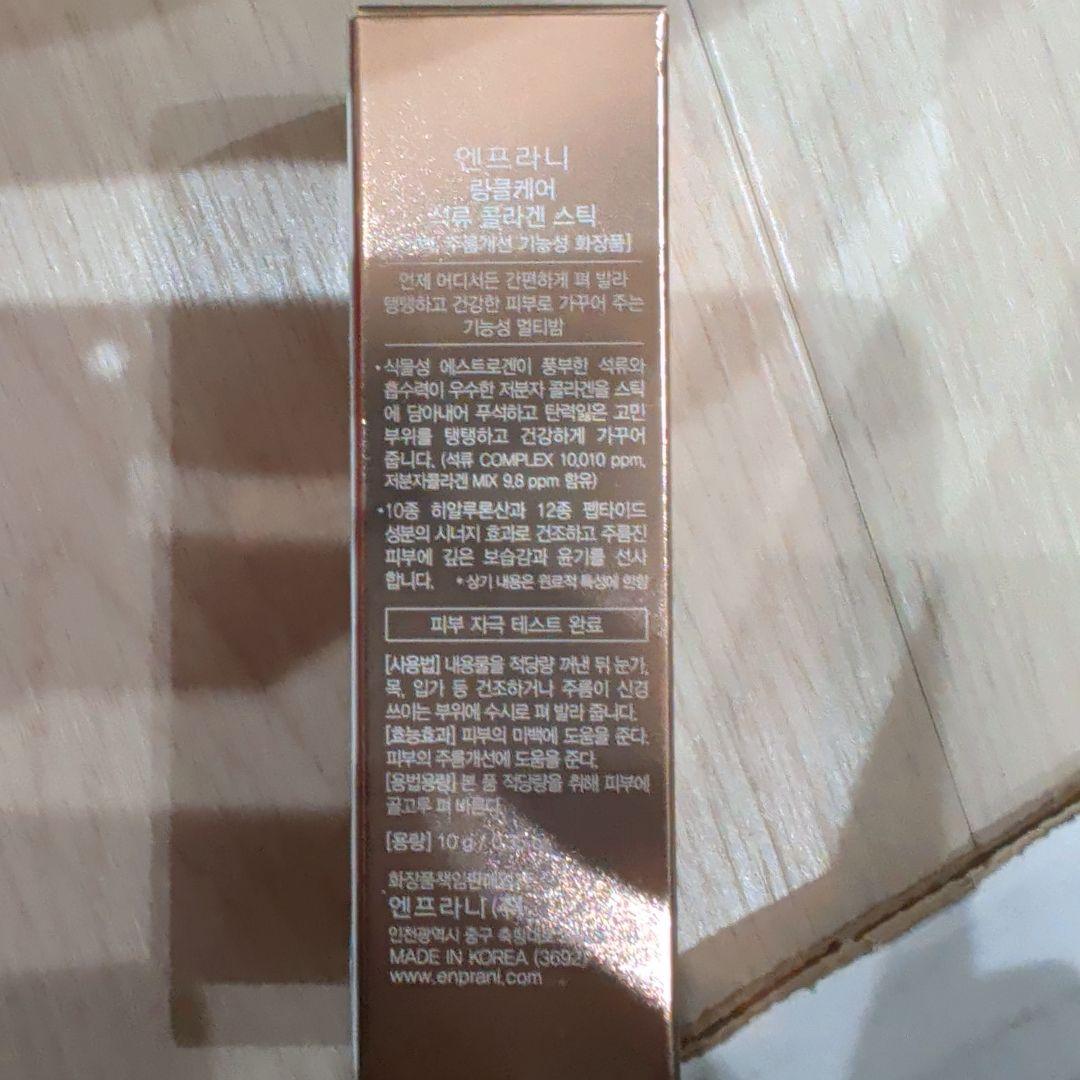 엔프라니
링클케어
석류 콜라겐 스틱
주름개선 기능성 화장품]
언제 어디서든 간편하게 펴 발라
탱탱하고 건강한 피부로 가꾸어 주는
기능성 멀티밤
•식물성 에스트로겐이 풍부한 석류와
흡수력이 우수한 저분자 콜라겐을 스틱
에 담아내어 푸석하고 탄력잃은 고민
부위를 탱탱하고 건강하게 가꾸어
줍니다. (석류 COMPLEX 10,010 ppm,
저분자콜라겐 MIX 9.8 ppm 함유)
•10종 히알루론산과 12종 펩타이드
성분의 시너지 효과로 건조하고 주름진
피부에 깊은 보습감과 윤기를 선사
합니다. *상기 내용은 원료적 특성에 한함
피부 자극 테스트 완료
[사용법] 내용물을 적당량 꺼낸 뒤 눈가,
목, 입가 등 건조하거나 주름이 신경
쓰이는 부위에 수시로 펴 발라 줍니다.
[효능효과] 피부의 미백에 도움을 준다.
피부의 주름개선에 도움을 준다.
[용법용량] 본 품 적당량을 취해 피부에
골고루 펴 바른다.
[용량] 10 g /
화장품책임판매업자
엔프라니(주)
인천광역시 중구 축항대로
MADE IN KOREA (3692)
www.enprani.com